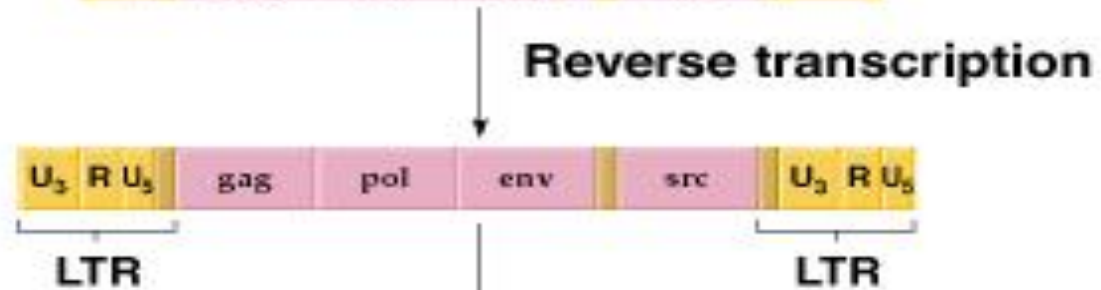 Reverse transcription
U₃ R U₅ gag pol env src U₃ R U₅
LTR LTR